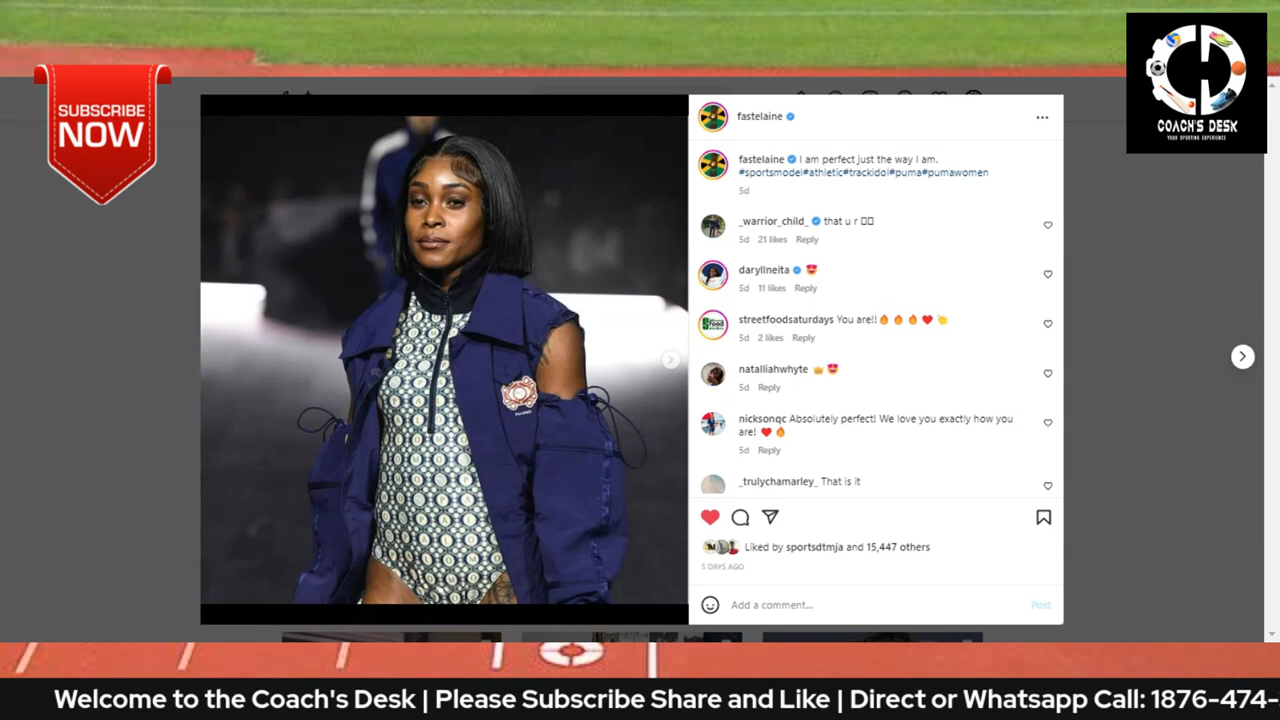 SUBSCRIBE
NOW
COACH'S DESK
YOUR SPORTING EXPERIENCE
fastelaine
fastelaine I am perfect just the way I am.
#sportsmodel#athletic#trackidol#puma#pumawomen
5d
_warrior_child_ that u r
5d 21 likes Reply
daryllneita
5d 11 likes Reply
streetfoodsaturdays You are!!
5d 2 likes Reply
natalliahwhyte
5d Reply
nicksonqc Absolutely perfect! We love you exactly how you
are!
5d Reply
_trulychamarley_ That is it
Liked by sportsdtmja and 15,447 others
5 DAYS AGO
Add a comment...
Post
Welcome to the Coach's Desk | Please Subscribe Share and Like | Direct or Whatsapp Call: 1876-474-